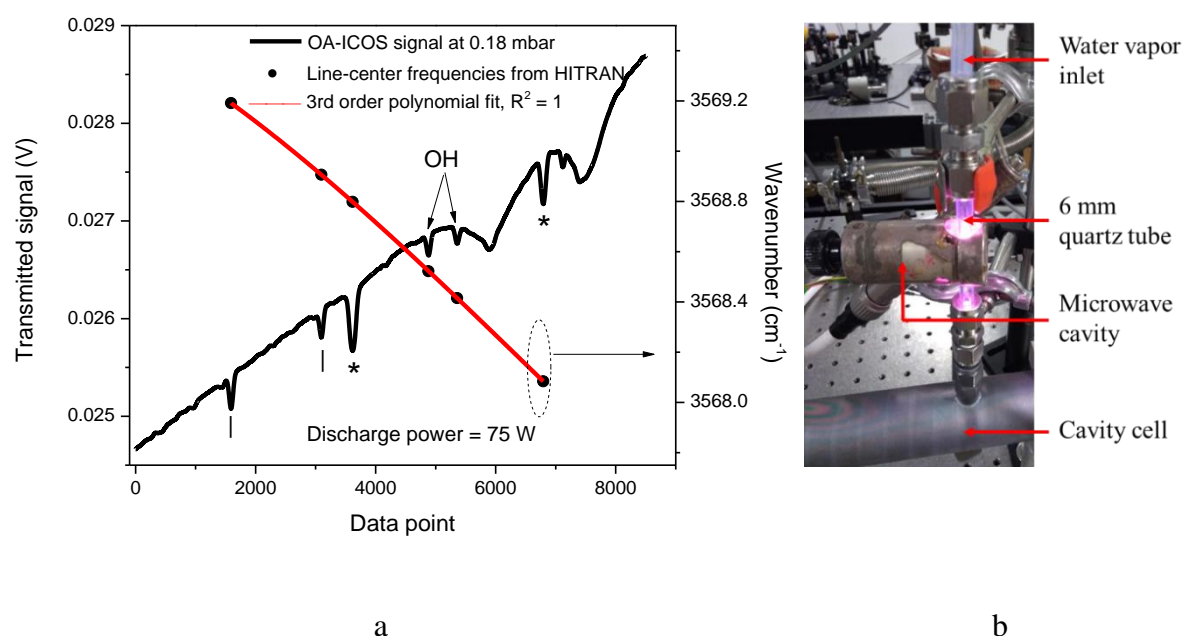 0.029
0.028
0.027
0.026
0.025
Transmitted signal (V)
OA-ICOS signal at 0.18 mbar
Line-center frequencies from HITRAN
3rd order polynomial fit, R² = 1
OH
*
*
Discharge power = 75 W
3569.2
3568.8
3568.4
3568.0
Wavenumber (cm⁻¹)
0 2000 4000 6000 8000
Data point
Water vapor
inlet
6 mm
quartz tube
Microwave
cavity
Cavity cell
a b